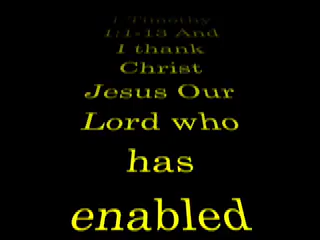 1 Timothy
1:1-13 And
I thank
Christ
Jesus Our
Lord who
has
enabled